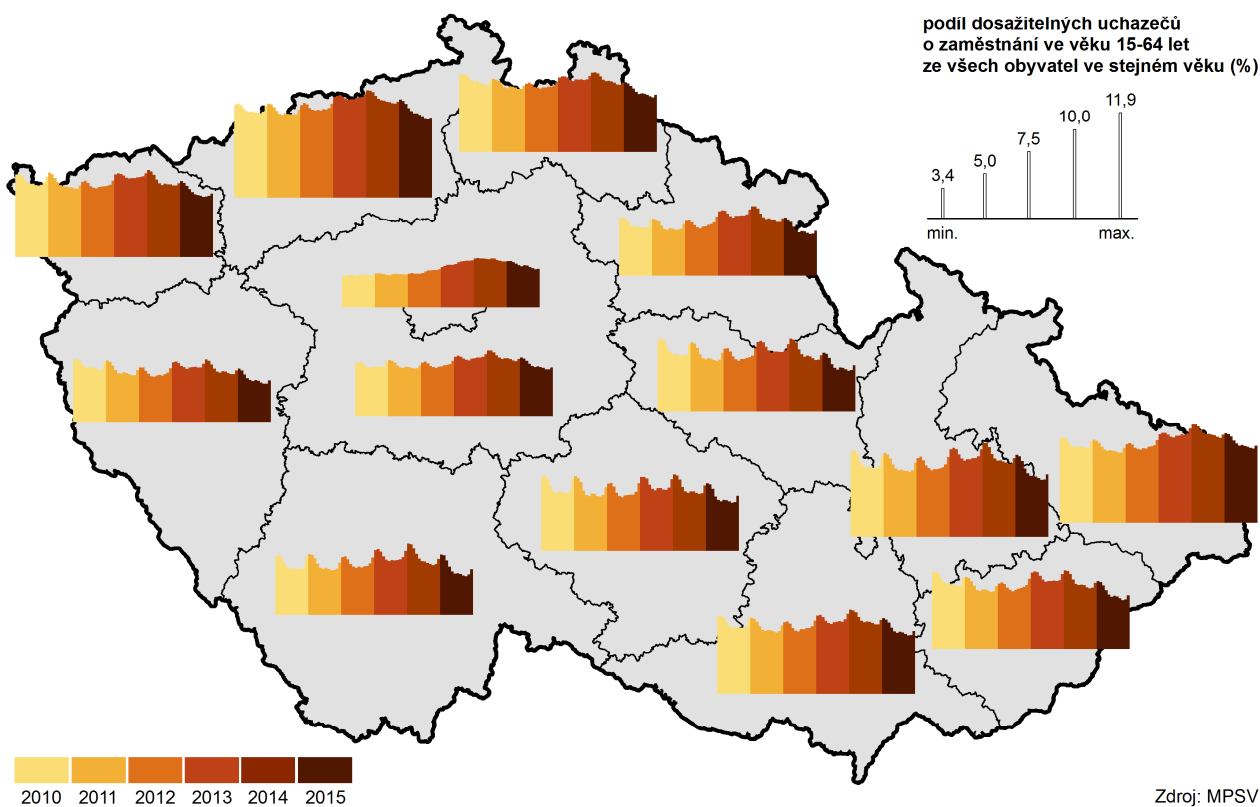 podíl dosažitelných uchazečů
o zaměstnání ve věku 15-64 let
ze všech obyvatel ve stejném věku (%)
3,4
5,0
7,5
10,0
11,9
min.
max.
2010
2011
2012
2013
2014
2015
Zdroj: MPSV